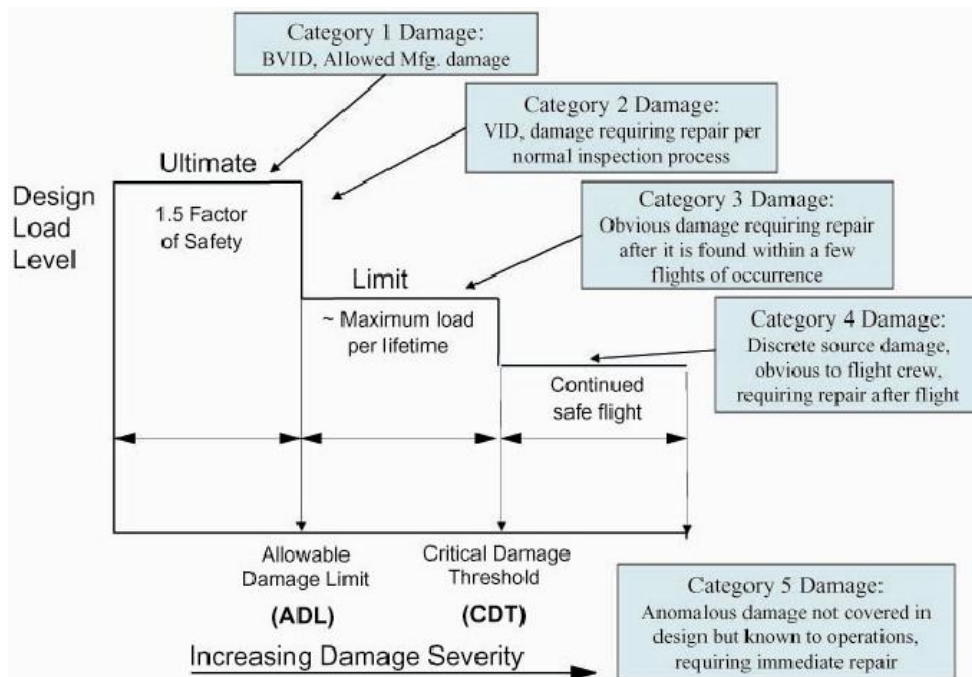 Category 1 Damage:
BVID, Allowed Mfg. damage
Category 2 Damage:
VID, damage requiring repair per
normal inspection process
Ultimate
Design
Load
Level
1.5 Factor
of Safety
Category 3 Damage:
Obvious damage requiring repair
after it is found within a few
flights of occurrence
Limit
~ Maximum load
per lifetime
Category 4 Damage:
Discrete source damage,
obvious to flight crew,
requiring repair after flight
Continued
safe flight
Allowable
Damage Limit
(ADL)
Critical Damage
Threshold
(CDT)
Category 5 Damage:
Anomalous damage not covered in
design but known to operations,
requiring immediate repair
Increasing Damage Severity